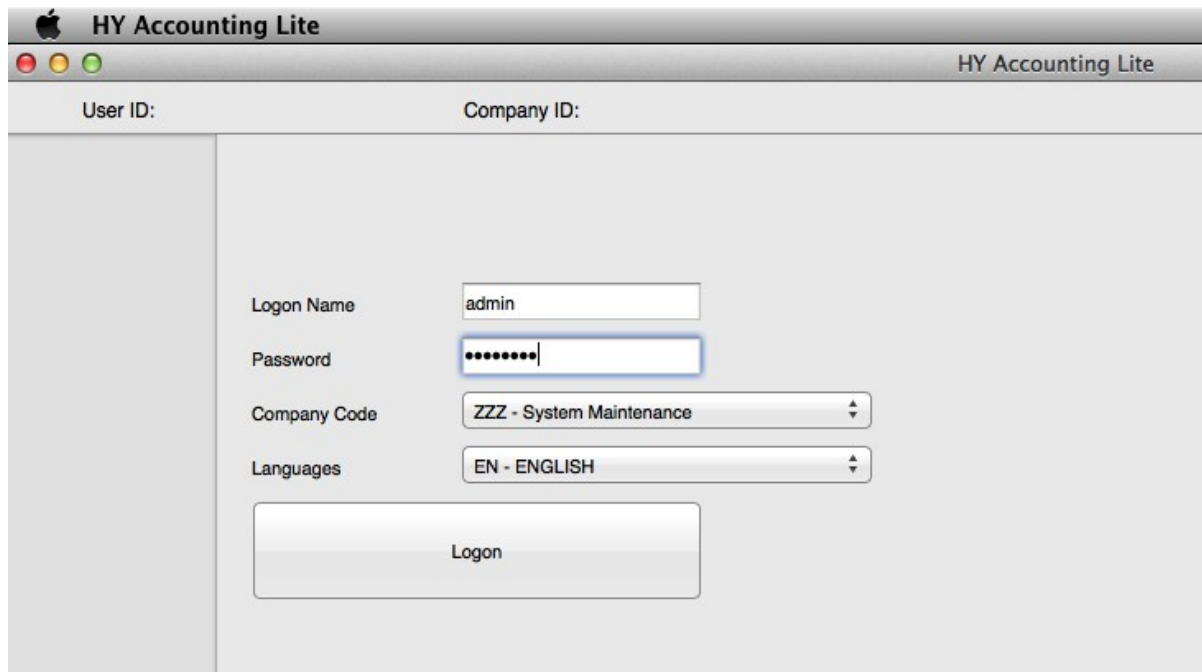 HY Accounting Lite
HY Accounting Lite
User ID: Company ID:
Logon Name admin
Password ••••••••
Company Code ZZZ - System Maintenance
Languages EN - ENGLISH
Logon